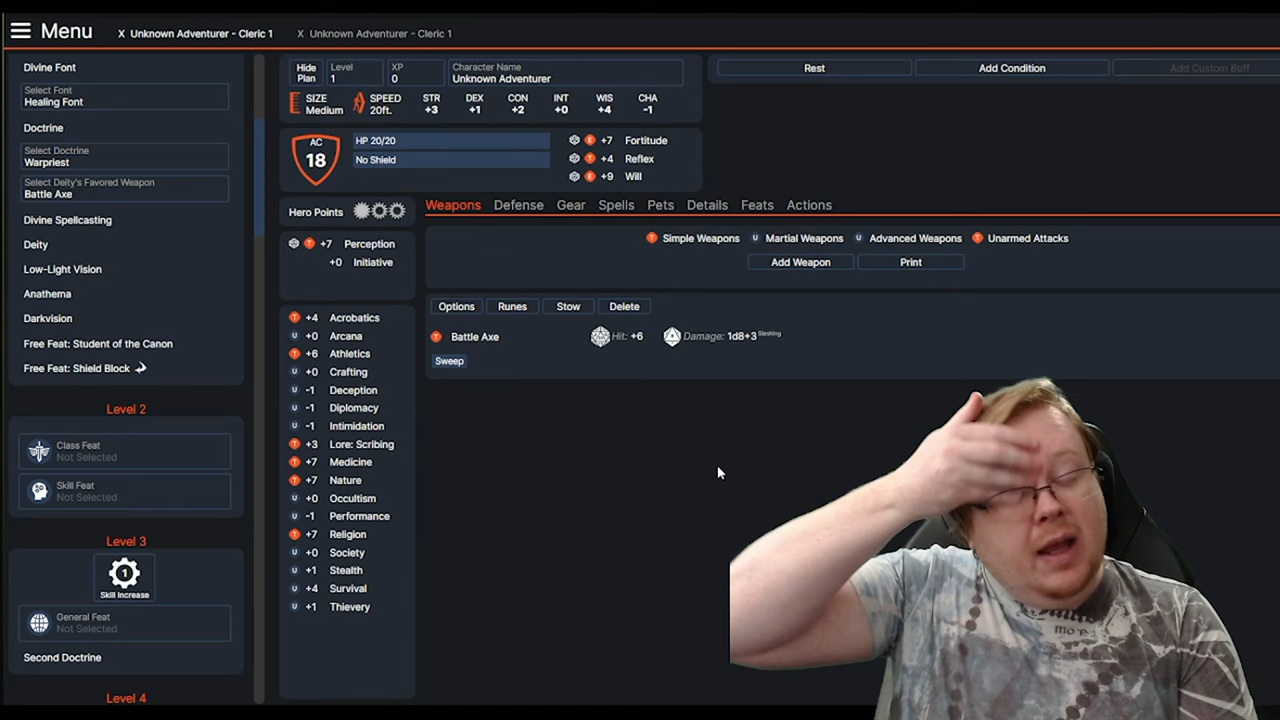 Menu
X Unknown Adventurer - Cleric 1
X Unknown Adventurer - Cleric 1
Divine Font
Select Font
Healing Font
Doctrine
Select Doctrine
Warpriest
Select Deity's Favored Weapon
Battle Axe
Divine Spellcasting
Deity
Low-Light Vision
Anathema
Darkvision
Free Feat: Student of the Canon
Free Feat: Shield Block
Level 2
Class Feat
Not Selected
Skill Feat
Not Selected
Level 3
1
Skill Increase
General Feat
Not Selected
Second Doctrine
Level 4
Hide Plan
Level
1
XP
0
Character Name
Unknown Adventurer
SIZE
Medium
SPEED
20ft.
STR
+3
DEX
+1
CON
+2
INT
+0
WIS
+4
CHA
-1
AC
18
HP 20/20
No Shield
E +7 Fortitude
T +4 Reflex
E +9 Will
Hero Points
T +7 Perception
+0 Initiative
T +4 Acrobatics
U +0 Arcana
T +6 Athletics
U +0 Crafting
U -1 Deception
U -1 Diplomacy
U -1 Intimidation
T +3 Lore: Scribing
T +7 Medicine
T +7 Nature
U +0 Occultism
U -1 Performance
T +7 Religion
U +0 Society
U +1 Stealth
U +4 Survival
U +1 Thievery
Rest
Add Condition
Add Custom Buff
Weapons Defense Gear Spells Pets Details Feats Actions
T Simple Weapons U Martial Weapons U Advanced Weapons T Unarmed Attacks
Add Weapon
Print
Options Runes Stow Delete
T Battle Axe Hit: +6 Damage: 1d8+3 Slashing
Sweep